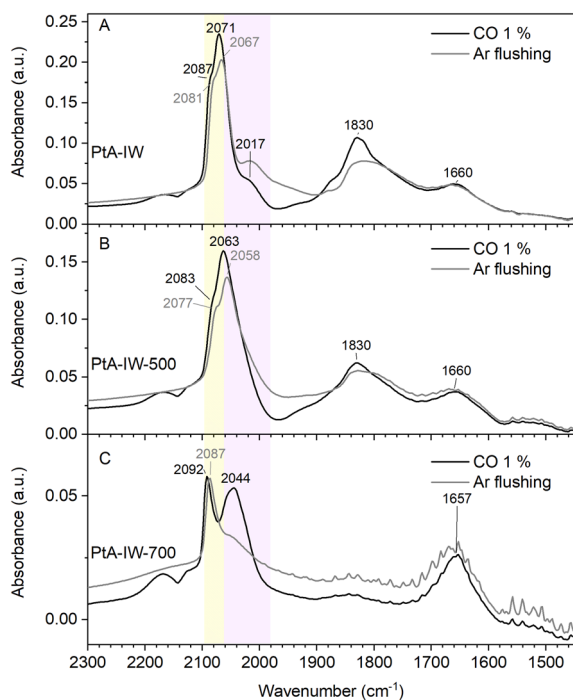 A
CO 1 %
Ar flushing
2071
2067
2087
2081
2017
1830
1660
PtA-IW
0.25
0.20
0.15
0.10
0.05
0.00
Absorbance (a.u.)
B
CO 1 %
Ar flushing
2063
2058
2083
2077
1830
1660
PtA-IW-500
0.15
0.10
0.05
0.00
Absorbance (a.u.)
C
CO 1 %
Ar flushing
2087
2092
2044
1657
PtA-IW-700
0.05
0.00
Absorbance (a.u.)
2300 2200 2100 2000 1900 1800 1700 1600 1500
Wavenumber (cm⁻¹)